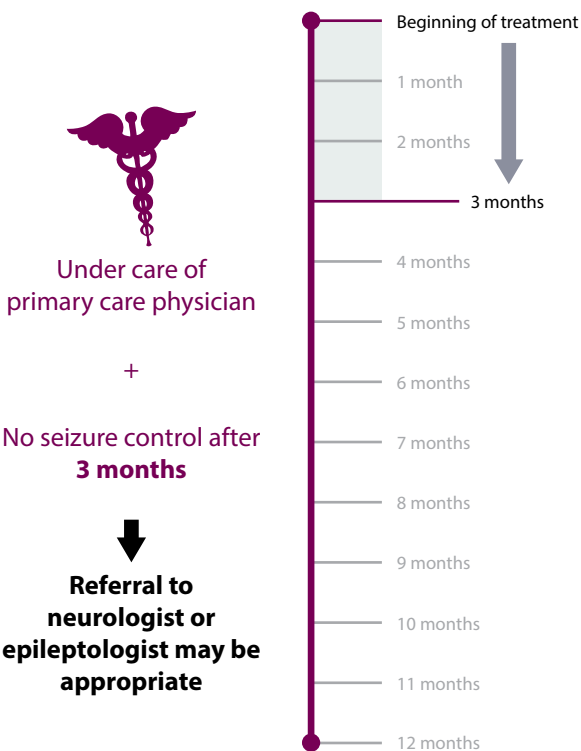 Under care of
primary care physician
+
No seizure control after
3 months
Referral to
neurologist or
epileptologist may be
appropriate
Beginning of treatment
1 month
2 months
3 months
4 months
5 months
6 months
7 months
8 months
9 months
10 months
11 months
12 months